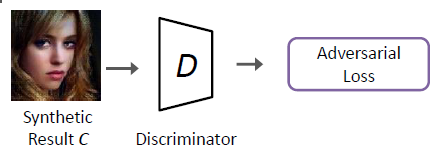 D
Adversarial
Loss
Synthetic
Result C
Discriminator